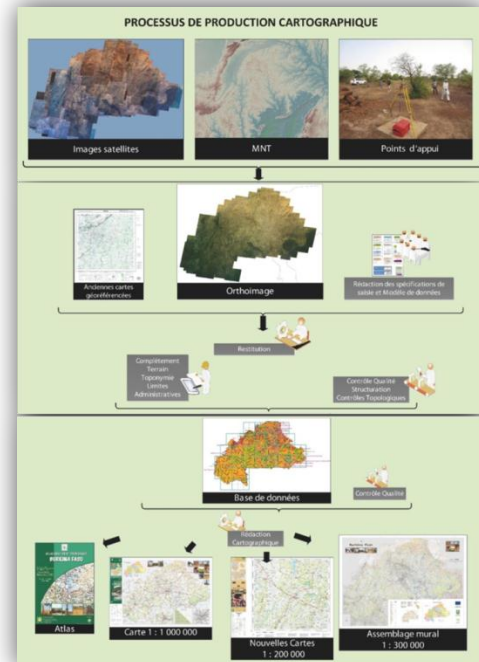 PROCESSUS DE PRODUCTION CARTOGRAPHIQUE
Images satellites
MNT
Points d'appui
Anciennes cartes
géoréférencées
Orthoimage
Rédaction des spécifications de
saisie et Modèle de données
Restitution
Complètement
Terrain
Toponymie
Limites
Administratives
Contrôle Qualité
Structuration
Contrôles Topologiques
Base de données
Contrôle Qualité
Rédaction
Cartographique
BURKINA FASO
Atlas
Carte 1 : 1 000 000
Nouvelles Cartes
1 : 200 000
Assemblage mural
1 : 300 000